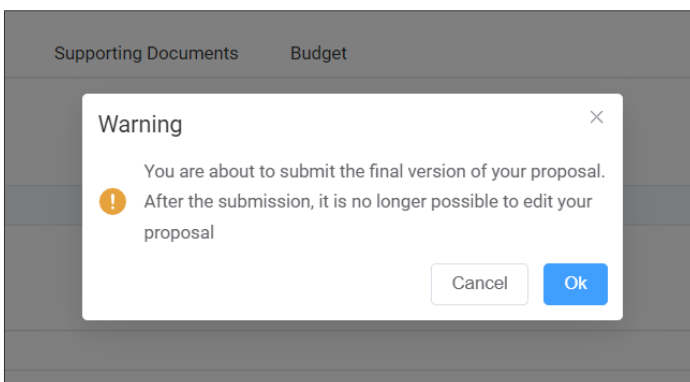 Supporting Documents Budget
Warning
You are about to submit the final version of your proposal.
After the submission, it is no longer possible to edit your
proposal
Cancel Ok